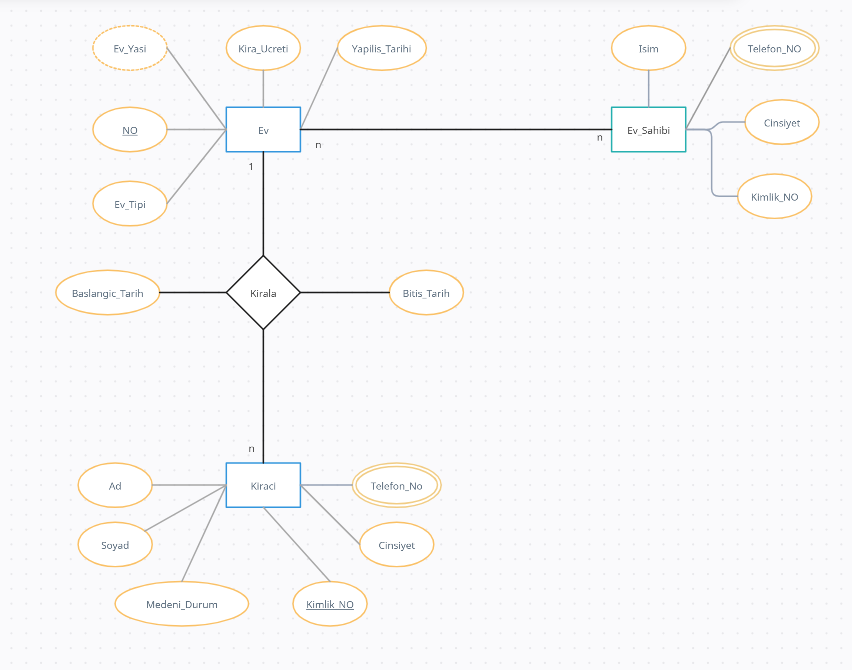 Ev_Yasi
Kira_Ucreti
Yapilis_Tarihi
Isim
Telefon_NO
NO
Ev
n
n
Ev_Sahibi
Cinsiyet
1
Ev_Tipi
Kimlik_NO
Baslangic_Tarih
Kirala
Bitis_Tarih
n
Ad
Kiraci
Telefon_No
Soyad
Cinsiyet
Medeni_Durum
Kimlik_NO